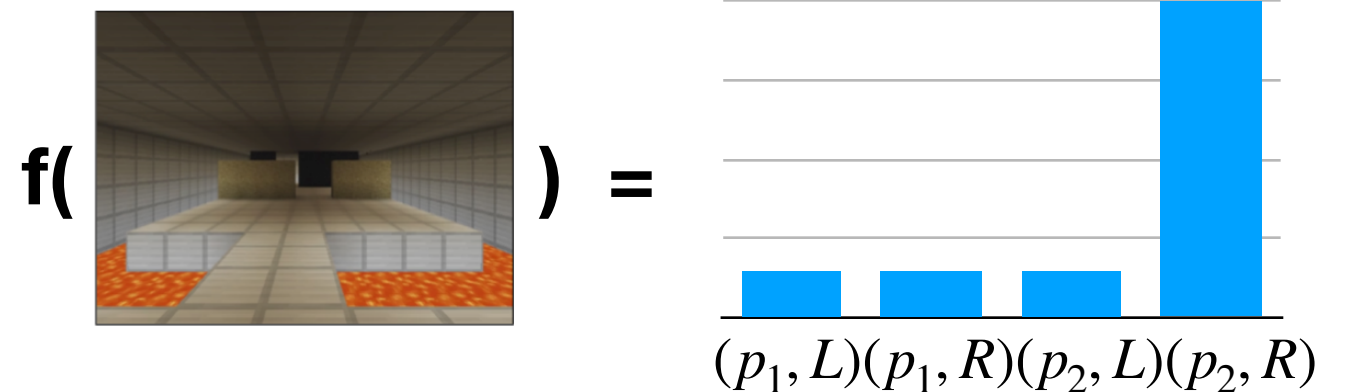 f( ) =
(p₁, L)(p₁, R)(p₂, L)(p₂, R)